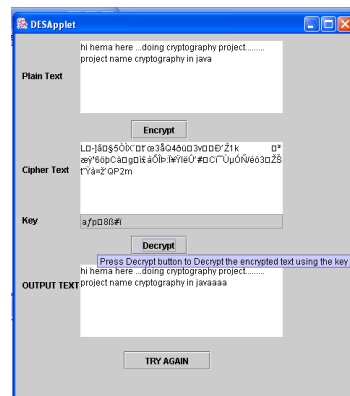 DESApplet
hi hema here ...doing cryptography project.........
project name cryptography in java
Plain Text
Encrypt
Cipher Text
Key
Decrypt
Press Decrypt button to Decrypt the encrypted text using the key
hi hema here ...doing cryptography project.........
OUTPUT TEXT
project name cryptography in javaaaa
TRY AGAIN